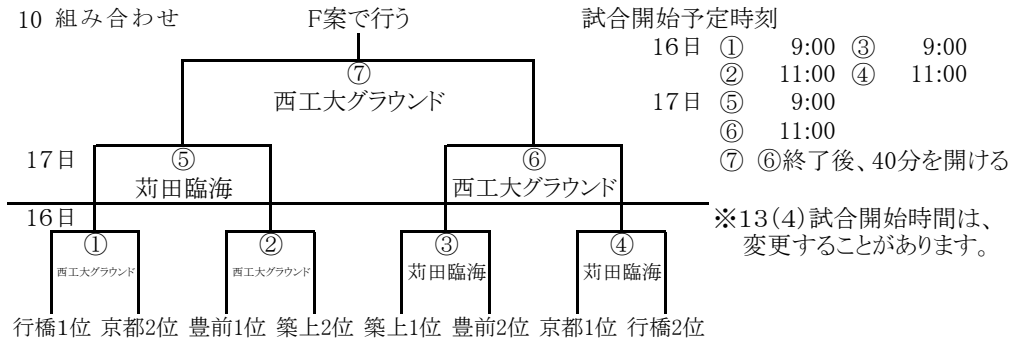 10 組み合わせ F案で行う 試合開始予定時刻
16日 ① 9:00 ③ 9:00
② 11:00 ④ 11:00
17日 ⑤ 9:00
⑥ 11:00
⑦ ⑥終了後、40分を開ける
※13(4)試合開始時間は、
変更することがあります。
⑦
西工大グラウンド
17日 ⑤ ⑥
苅田臨海 西工大グラウンド
16日
① ② ③ ④
西工大グラウンド 西工大グラウンド 苅田臨海 苅田臨海
行橋1位 京都2位 豊前1位 築上2位 築上1位 豊前2位 京都1位 行橋2位